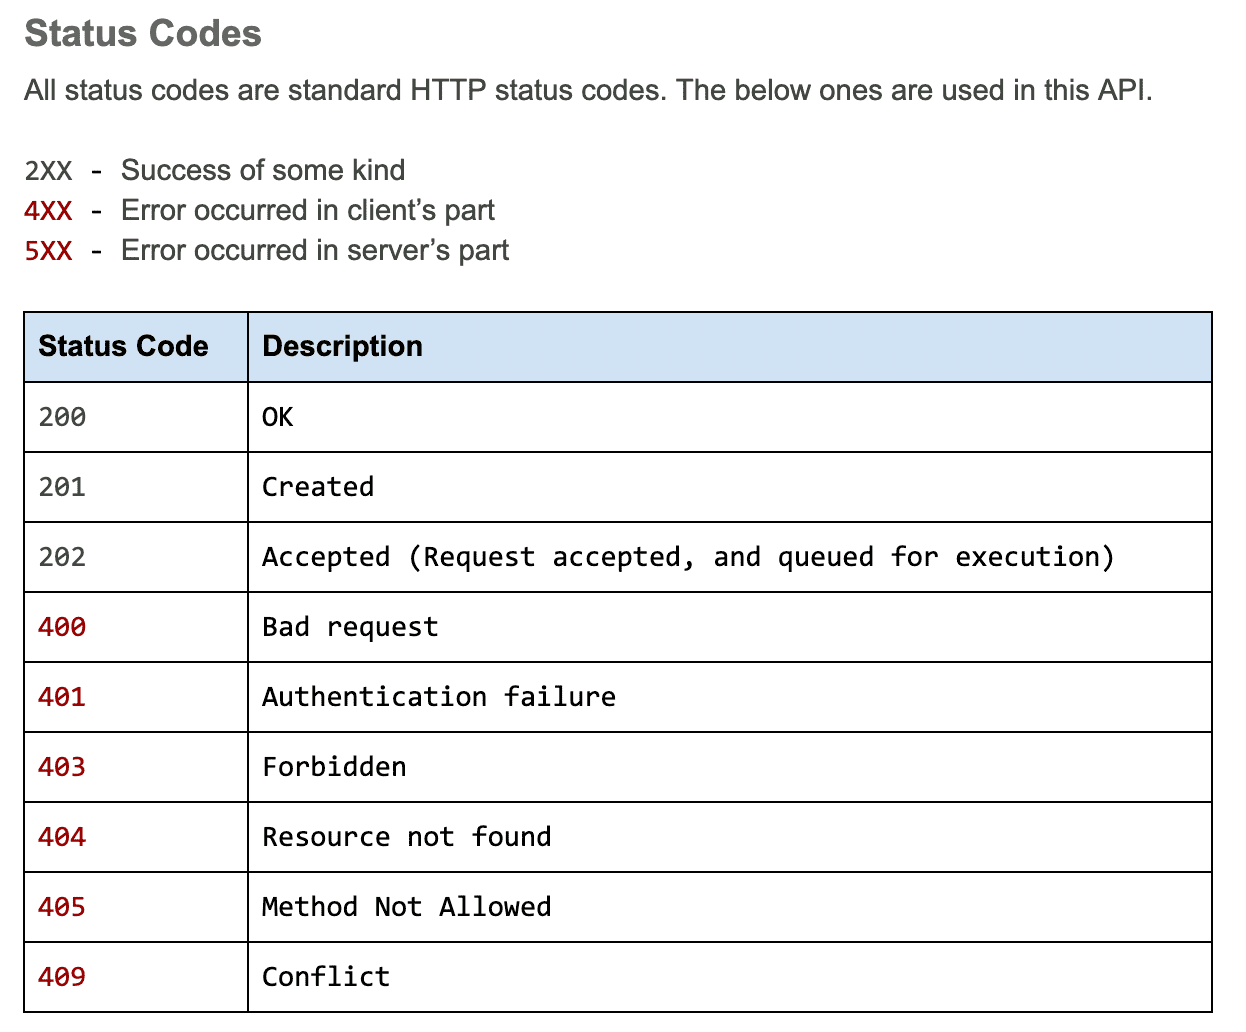 Status Codes
All status codes are standard HTTP status codes. The below ones are used in this API.
2XX - Success of some kind
4XX - Error occurred in client’s part
5XX - Error occurred in server’s part
Status Code Description
200 OK
201 Created
202 Accepted (Request accepted, and queued for execution)
400 Bad request
401 Authentication failure
403 Forbidden
404 Resource not found
405 Method Not Allowed
409 Conflict